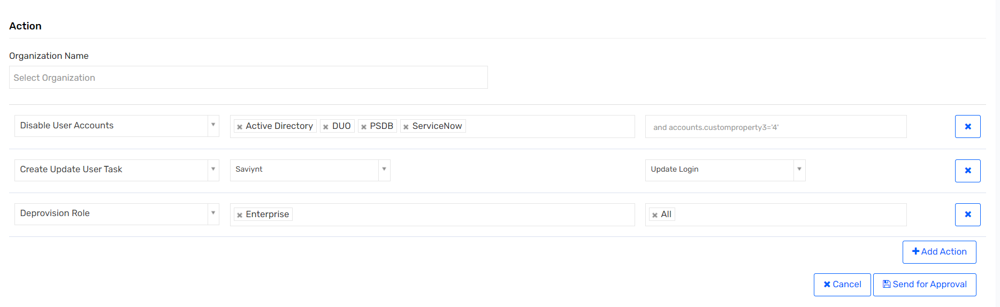 Action
Organization Name
Select Organization
Disable User Accounts Active Directory DUO PSDB ServiceNow and accounts.customproperty3='4'
Create Update User Task Saviynt Update Login
Deprovision Role Enterprise All
Add Action
Cancel Send for Approval